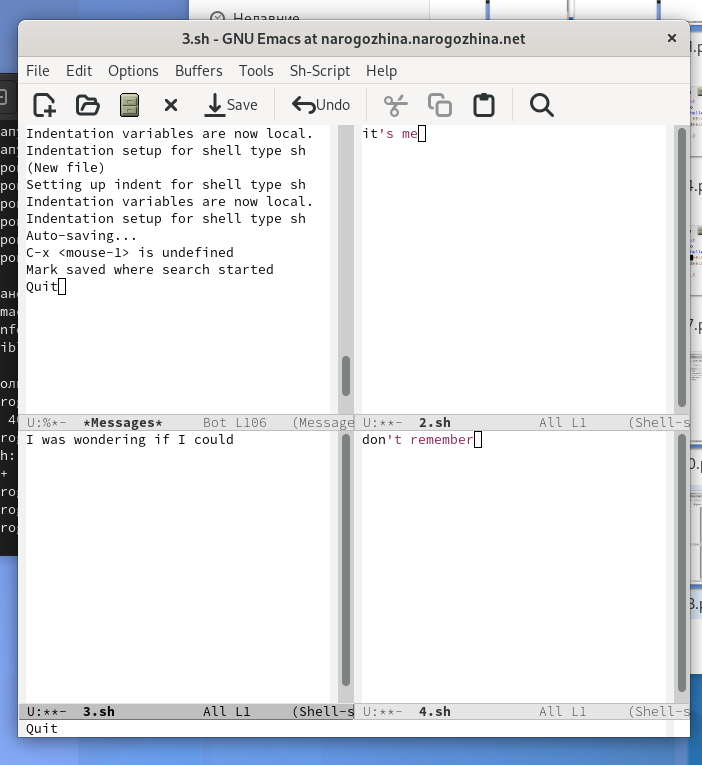 Недавние
3.sh - GNU Emacs at narogozhina.narogozhina.net
File Edit Options Buffers Tools Sh-Script Help
Save Undo
Indentation variables are now local.
Indentation setup for shell type sh
(New file)
Setting up indent for shell type sh
Indentation variables are now local.
Indentation setup for shell type sh
Auto-saving...
C-x <mouse-1> is undefined
Mark saved where search started
Quit
U:%*- *Messages* Bot L106 (Message
it's me
U:**- 2.sh All L1 (Shell-s
I was wondering if I could
U:**- 3.sh All L1 (Shell-s
don't remember
U:**- 4.sh All L1 (Shell-s
Quit